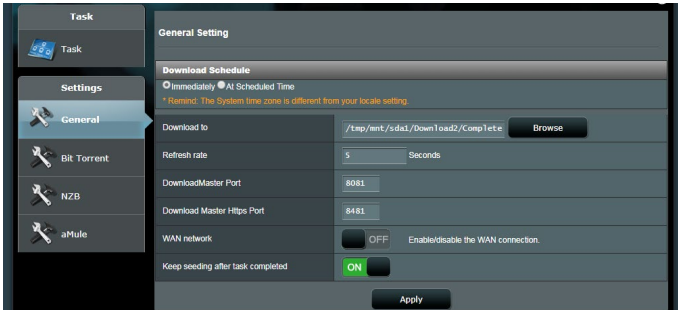 Task
Task
Settings
General
Bit Torrent
NZB
aMule
General Setting
Download Schedule
Immediately At Scheduled Time
* Remind: The System time zone is different from your locale setting.
Download to /tmp/mnt/sda1/Download2/Complete Browse
Refresh rate 5 Seconds
DownloadMaster Port 8081
Download Master Https Port 8481
WAN network OFF Enable/disable the WAN connection.
Keep seeding after task completed ON
Apply